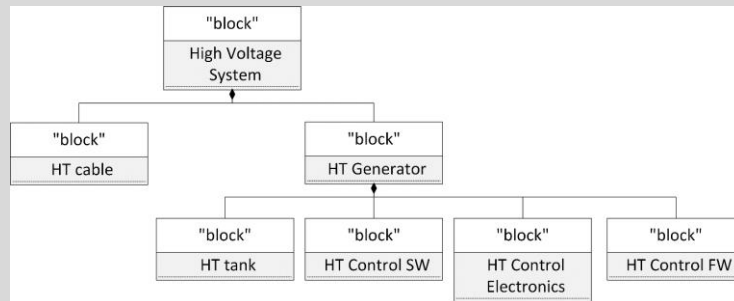 "block"
High Voltage
System
"block"
HT cable
"block"
HT Generator
"block"
HT tank
"block"
HT Control SW
"block"
HT Control
Electronics
"block"
HT Control FW